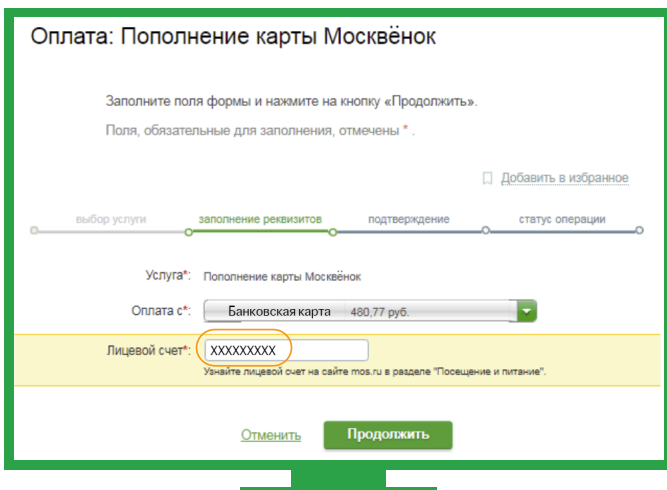 Оплата: Пополнение карты Москвёнок
Заполните поля формы и нажмите на кнопку «Продолжить».
Поля, обязательные для заполнения, отмечены * .
Добавить в избранное
выбор услуги заполнение реквизитов подтверждение статус операции
Услуга*: Пополнение карты Москвёнок
Оплата с*: Банковская карта 480,77 руб.
Лицевой счет*: XXXXXXXXX
Узнайте лицевой счет на сайте mos.ru в разделе "Посещение и питание".
Отменить Продолжить